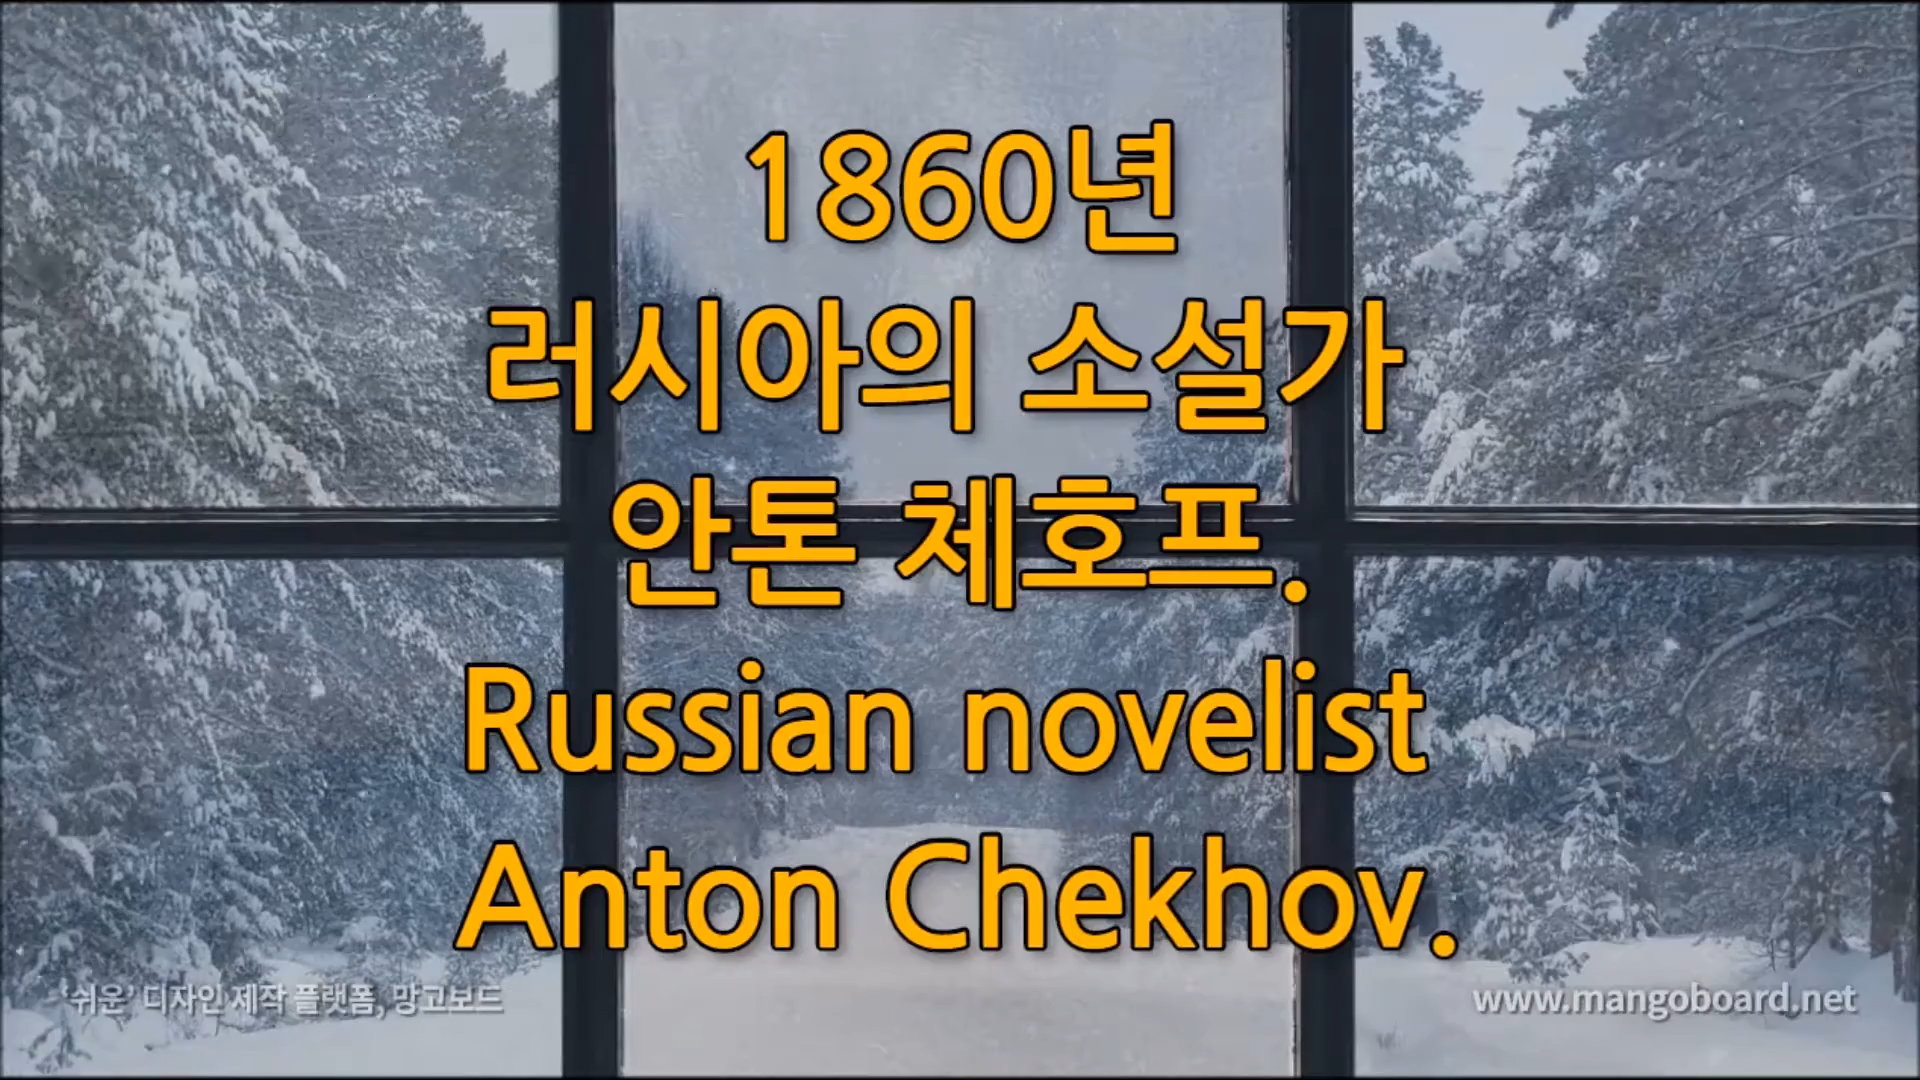 1860년
러시아의 소설가
안톤 체호프.
Russian novelist
Anton Chekhov.
'쉬운' 디자인 제작 플랫폼, 망고보드
www.mangoboard.net